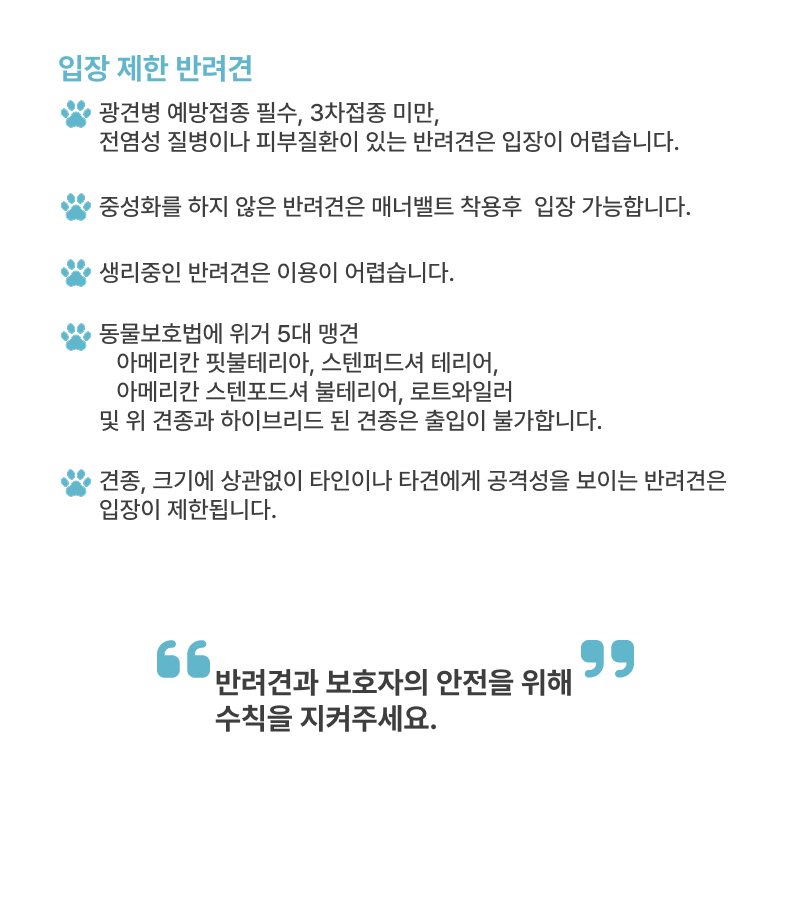 입장 제한 반려견
광견병 예방접종 필수, 3차접종 미만,
전염성 질병이나 피부질환이 있는 반려견은 입장이 어렵습니다.
중성화를 하지 않은 반려견은 매너밸트 착용후  입장 가능합니다.
생리중인 반려견은 이용이 어렵습니다.
동물보호법에 위거 5대 맹견
아메리칸 핏불테리아, 스텐퍼드셔 테리어,
아메리칸 스텐포드셔 불테리어, 로트와일러
및 위 견종과 하이브리드 된 견종은 출입이 불가합니다.
견종, 크기에 상관없이 타인이나 타견에게 공격성을 보이는 반려견은
입장이 제한됩니다.
“반려견과 보호자의 안전을 위해”
수칙을 지켜주세요.